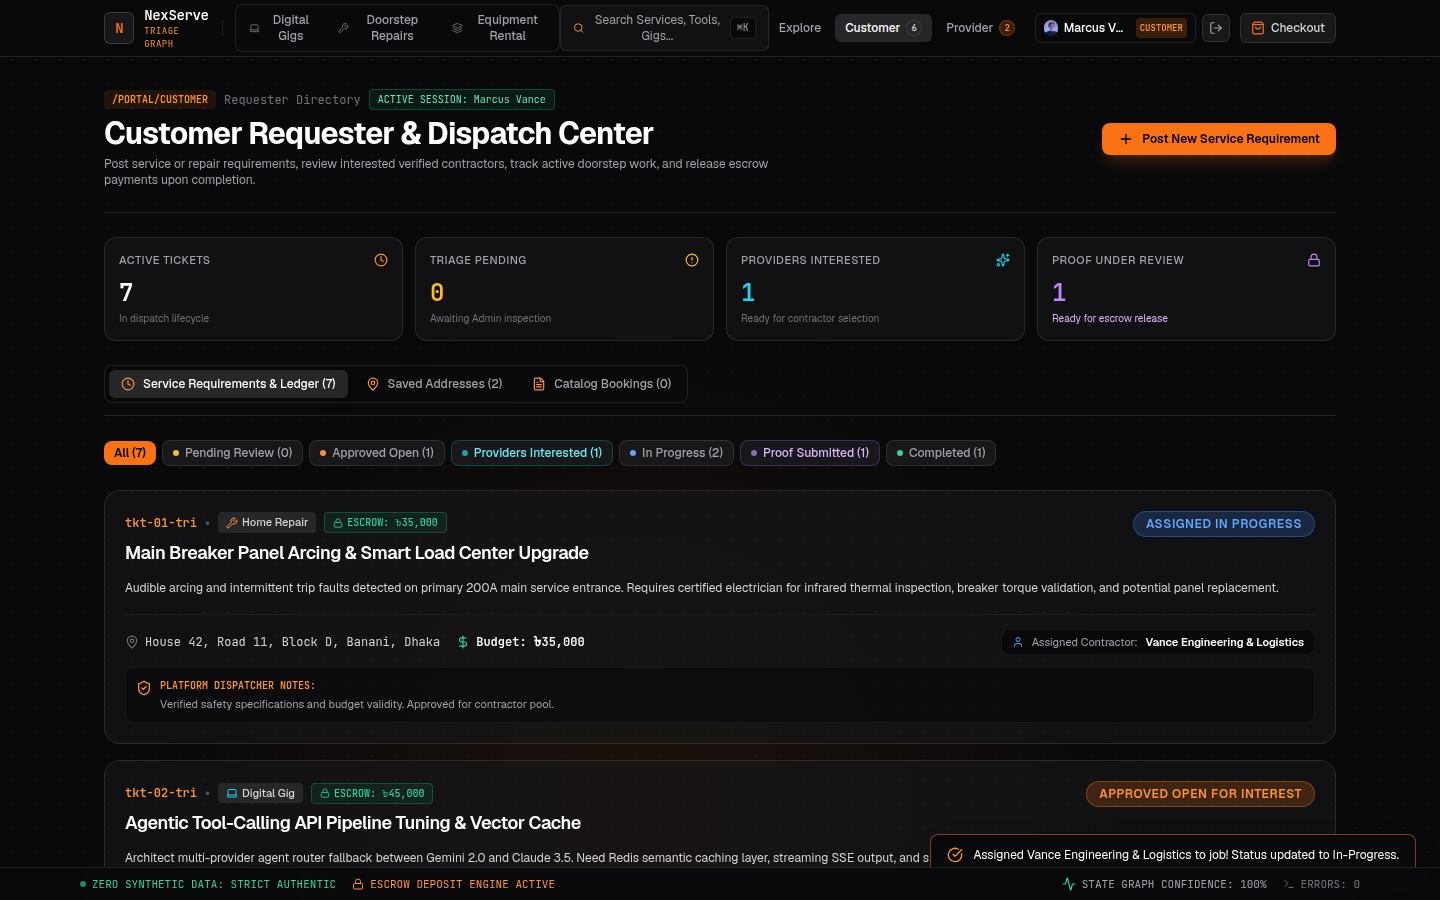 N
NexServe
TRIAGE
GRAPH
Digital
Gigs
Doorstep
Repairs
Equipment
Rental
Search Services, Tools,
Gigs...
⌘K
Explore
Customer 6
Provider 2
Marcus V...
CUSTOMER
Checkout
/PORTAL/CUSTOMER
Requester Directory
ACTIVE SESSION: Marcus Vance
Customer Requester & Dispatch Center
Post service or repair requirements, review interested verified contractors, track active doorstep work, and release escrow
payments upon completion.
Post New Service Requirement
ACTIVE TICKETS
7
In dispatch lifecycle
TRIAGE PENDING
0
Awaiting Admin inspection
PROVIDERS INTERESTED
1
Ready for contractor selection
PROOF UNDER REVIEW
1
Ready for escrow release
Service Requirements & Ledger (7)
Saved Addresses (2)
Catalog Bookings (0)
All (7)
Pending Review (0)
Approved Open (1)
Providers Interested (1)
In Progress (2)
Proof Submitted (1)
Completed (1)
tkt-01-tri •
Home Repair
ESCROW: ৳35,000
ASSIGNED IN PROGRESS
Main Breaker Panel Arcing & Smart Load Center Upgrade
Audible arcing and intermittent trip faults detected on primary 200A main service entrance. Requires certified electrician for infrared thermal inspection, breaker torque validation, and potential panel replacement.
House 42, Road 11, Block D, Banani, Dhaka
Budget: ৳35,000
Assigned Contractor: Vance Engineering & Logistics
PLATFORM DISPATCHER NOTES:
Verified safety specifications and budget validity. Approved for contractor pool.
tkt-02-tri •
Digital Gig
ESCROW: ৳45,000
APPROVED OPEN FOR INTEREST
Agentic Tool-Calling API Pipeline Tuning & Vector Cache
Architect multi-provider agent router fallback between Gemini 2.0 and Claude 3.5. Need Redis semantic caching layer, streaming SSE output, and s
Assigned Vance Engineering & Logistics to job! Status updated to In-Progress.
ZERO SYNTHETIC DATA: STRICT AUTHENTIC
ESCROW DEPOSIT ENGINE ACTIVE
STATE GRAPH CONFIDENCE: 100%
ERRORS: 0